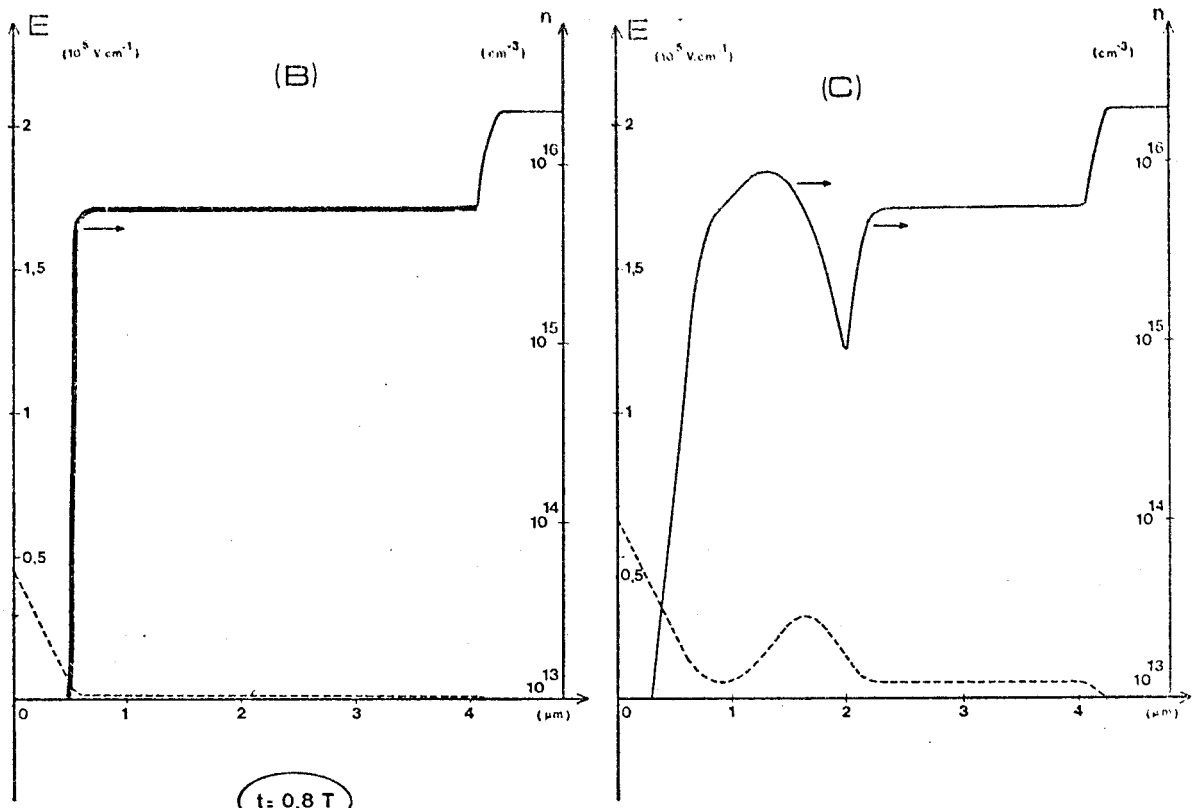 E
(10⁵ V cm⁻¹)
(B)
n
(cm⁻³)
2
1,5
1
0,5
10¹⁶
10¹⁵
10¹⁴
10¹³
0
1
2
3
4
(µm)
E
(10⁵ V.cm⁻¹)
(C)
n
(cm⁻³)
2
1,5
1
0,5
10¹⁶
10¹⁵
10¹⁴
10¹³
0
1
2
3
4
(µm)
t= 0,8 T